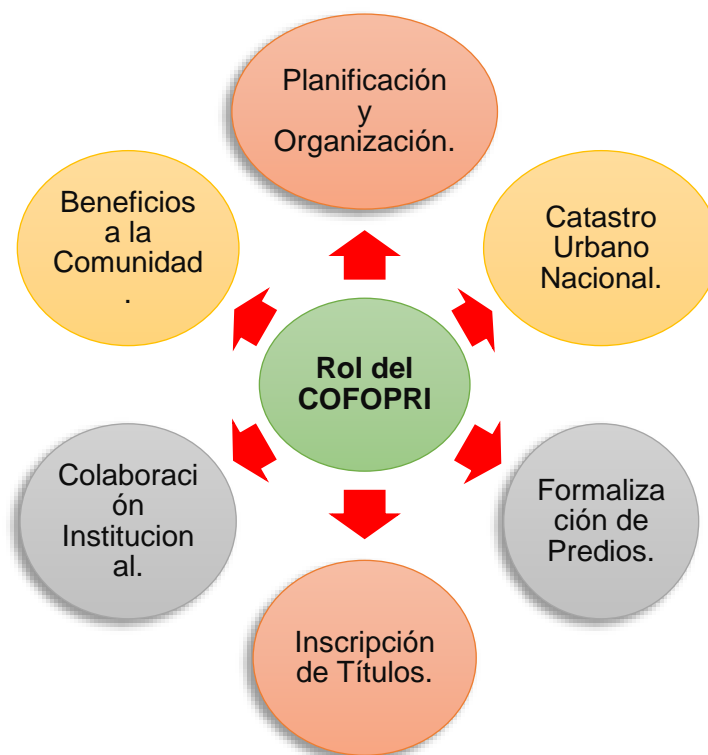 Planificación
y
Organización.
Beneficios
a la
Comunidad
.
Catastro
Urbano
Nacional.
Rol del
COFOPRI
Colaboraci
ón
Institucion
al.
Formaliza
ción de
Predios.
Inscripción
de Títulos.